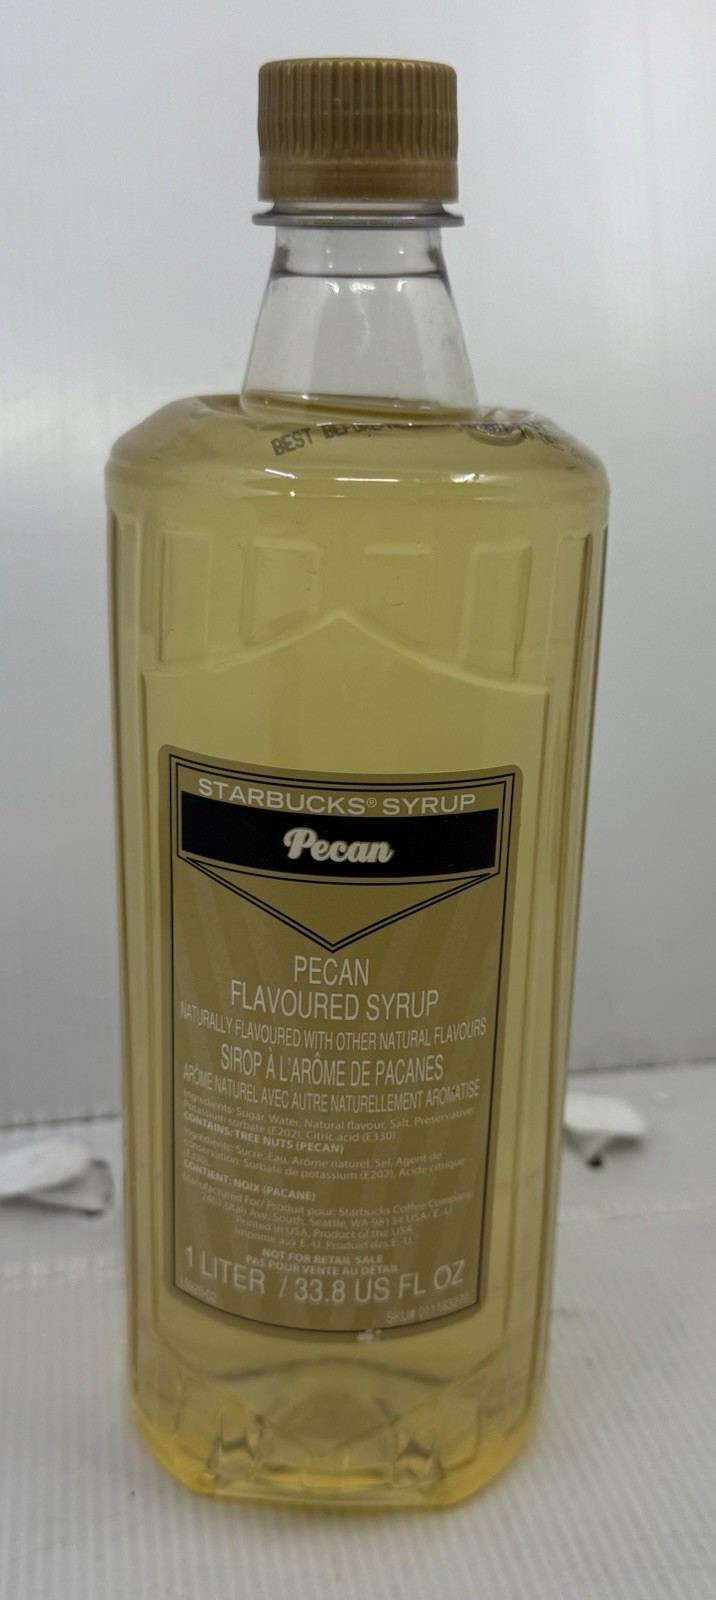 BEST BEFORE
STARBUCKS® SYRUP
Pecan
PECAN
FLAVOURED SYRUP
NATURALLY FLAVOURED WITH OTHER NATURAL FLAVOURS
SIROP À L'ARÔME DE PACANES
ARÔME NATUREL AVEC AUTRE NATURELLEMENT AROMATISÉ
Ingredients: Sugar, Water, Natural flavour, Salt, Preservative:
Potassium sorbate (E202), Citric acid (E330)
CONTAINS: TREE NUTS (PECAN)
Ingrédients: Sucre, Eau, Arôme naturel, Sel, Agent de
conservation: Sorbate de potassium (E202), Acide citrique
(E330)
CONTIENT: NOIX (PACANE)
Manufactured For/ Produit pour: Starbucks Coffee Company,
2401 Utah Ave. South, Seattle, WA 98134 USA/ É.-U.
Printed in USA, Product of the USA
Imprimé aux É.-U. Produit des É.-U.
NOT FOR RETAIL SALE
PAS POUR VENTE AU DÉTAIL
1 LITER / 33.8 US FL OZ
SKU#